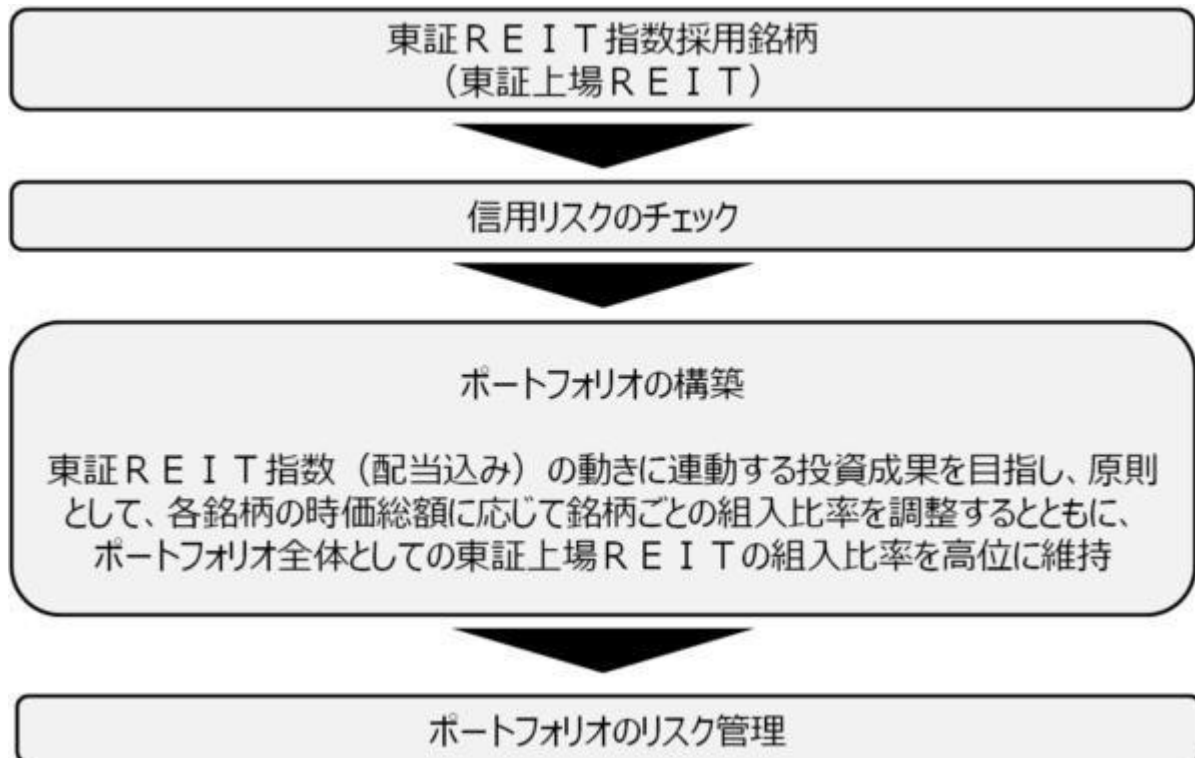 東証ＲＥＩＴ指数採用銘柄
（東証上場ＲＥＩＴ）
信用リスクのチェック
ポートフォリオの構築
東証ＲＥＩＴ指数（配当込み）の動きに連動する投資成果を目指し、原則
として、各銘柄の時価総額に応じて銘柄ごとの組入比率を調整するとともに、
ポートフォリオ全体としての東証上場ＲＥＩＴの組入比率を高位に維持
ポートフォリオのリスク管理